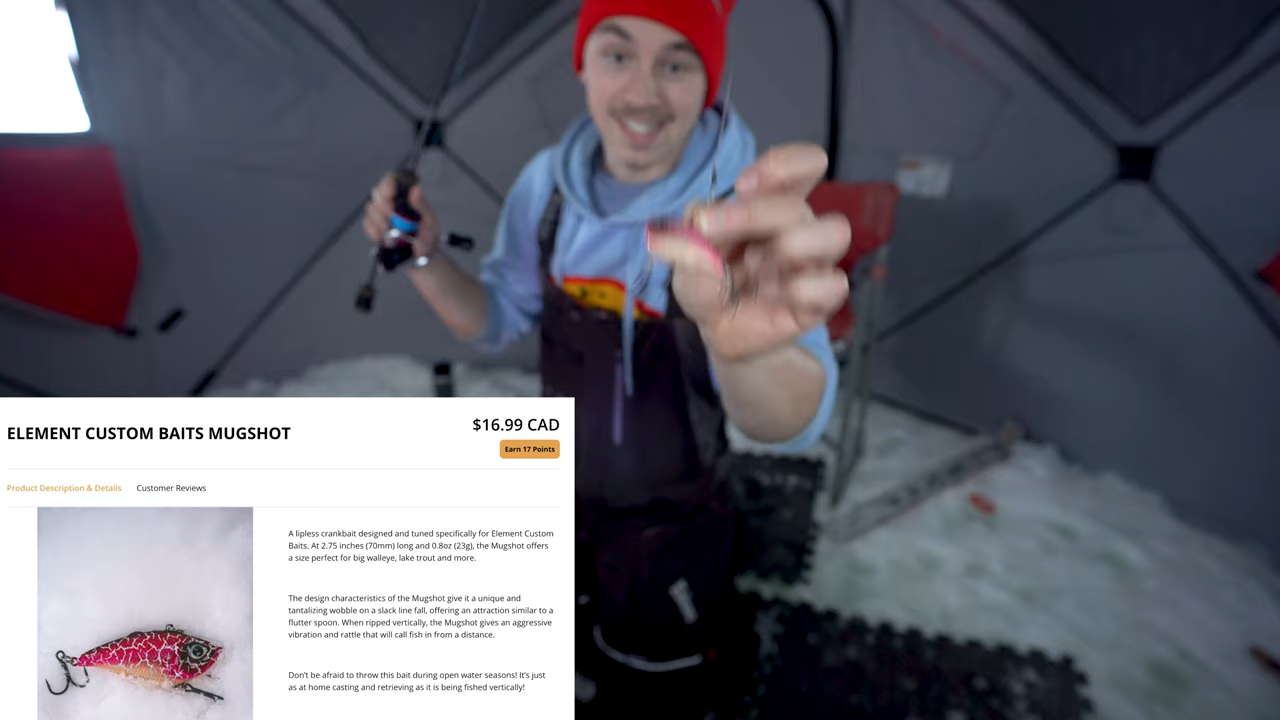 ELEMENT CUSTOM BAITS MUGSHOT
$16.99 CAD
Earn 17 Points
Product Description & Details
Customer Reviews
A lipless crankbait designed and tuned specifically for Element Custom
Baits. At 2.75 inches (70mm) long and 0.8oz (23g), the Mugshot offers
a size perfect for big walleye, lake trout and more.
The design characteristics of the Mugshot give it a unique and
tantalizing wobble on a slack line fall, offering an attraction similar to a
flutter spoon. When ripped vertically, the Mugshot gives an aggressive
vibration and rattle that will call fish in from a distance.
Don't be afraid to throw this bait during open water seasons! It's just
as at home casting and retrieving as it is being fished vertically!